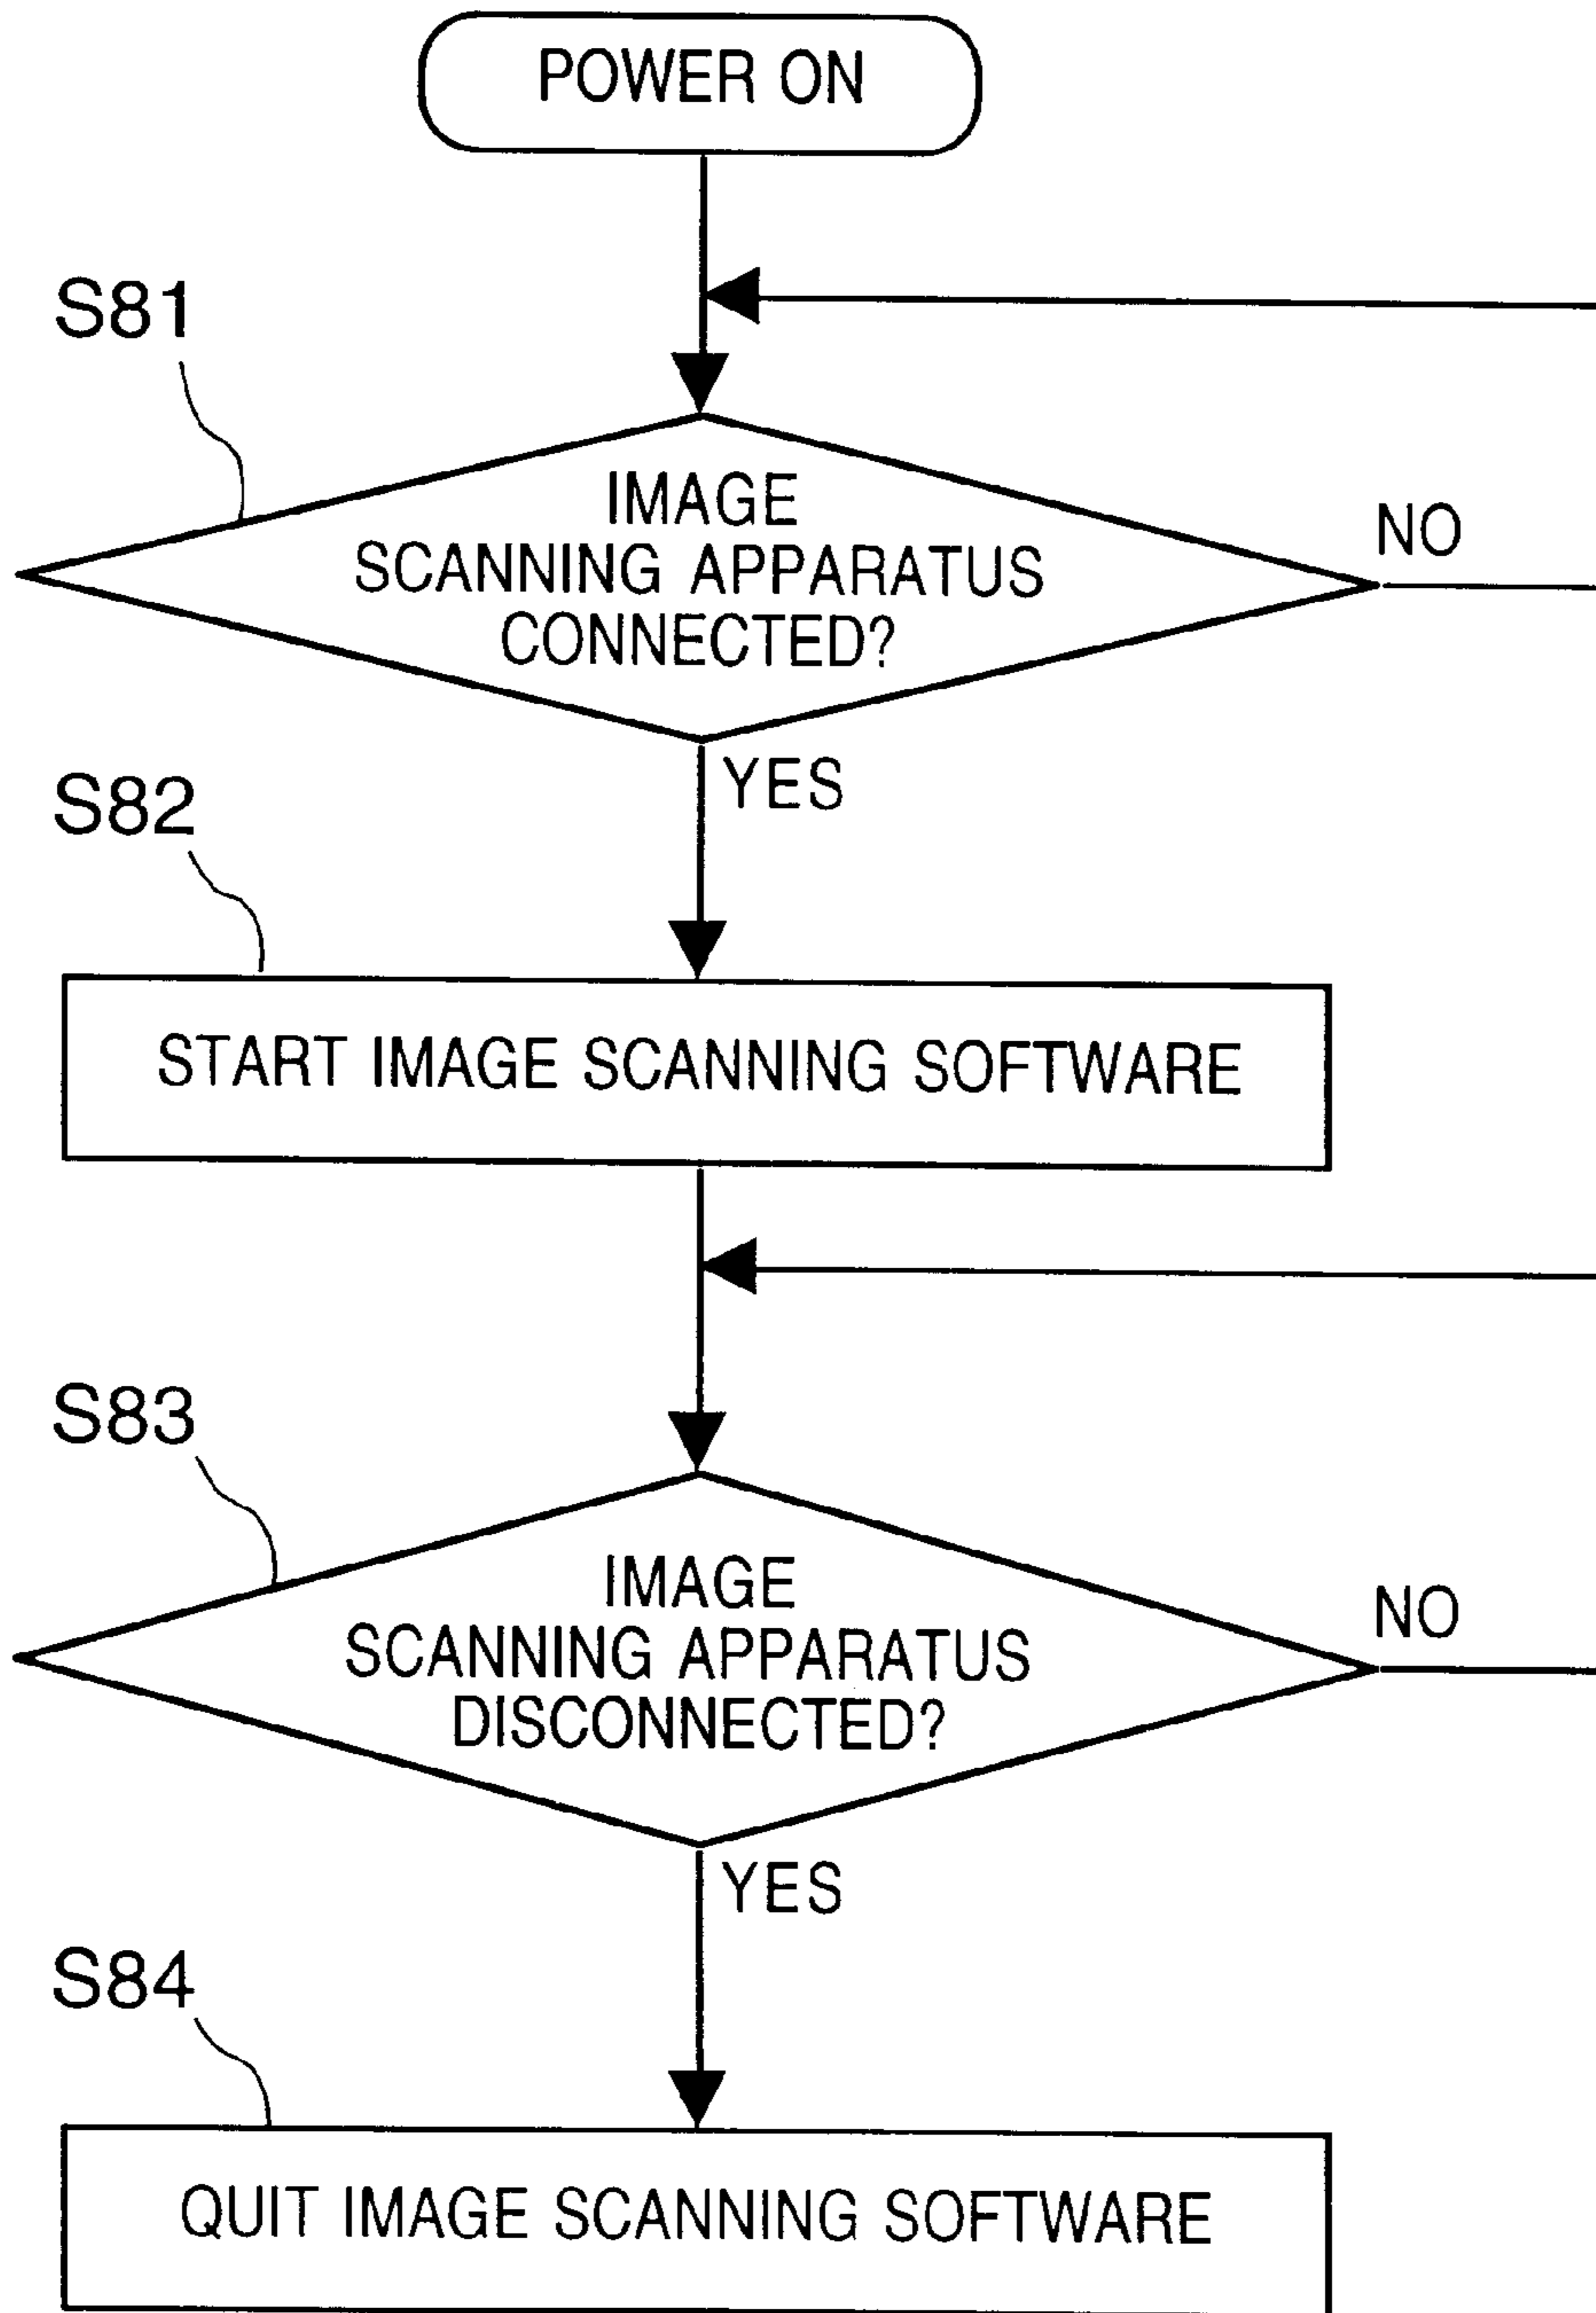 POWER ON
S81
IMAGE
SCANNING APPARATUS
CONNECTED?
NO
YES
S82
START IMAGE SCANNING SOFTWARE
S83
IMAGE
SCANNING APPARATUS
DISCONNECTED?
NO
YES
S84
QUIT IMAGE SCANNING SOFTWARE